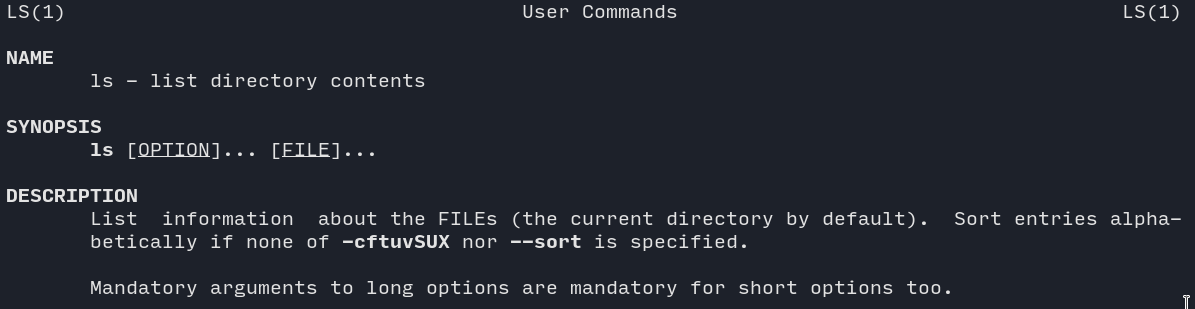 LS(1) User Commands LS(1)
NAME
ls – list directory contents
SYNOPSIS
ls [OPTION]... [FILE]...
DESCRIPTION
List information about the FILEs (the current directory by default). Sort entries alpha–
betically if none of –cftuvSUX nor ––sort is specified.
Mandatory arguments to long options are mandatory for short options too.